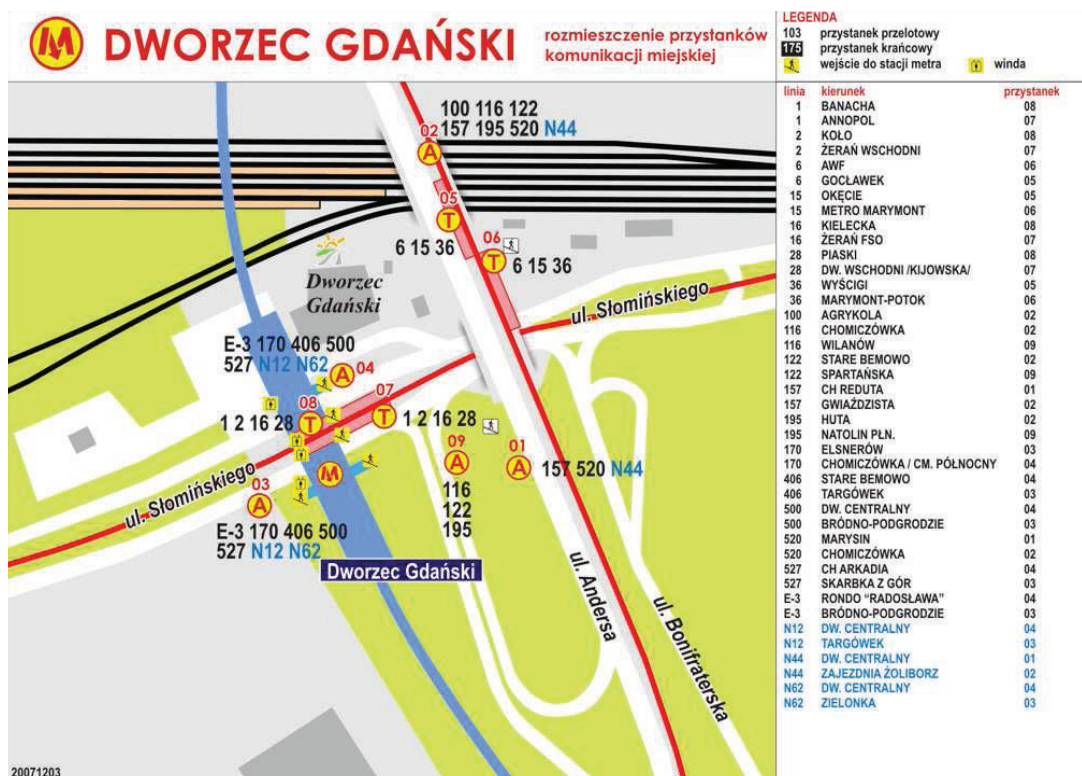 M DWORZEC GDAŃSKI
rozmieszczenie przystanków
komunikacji miejskiej
LEGENDA
103 przystanek przelotowy
175 przystanek krańcowy
wejście do stacji metra winda
linia kierunek przystanek
1 BANACHA 08
1 ANNOPOL 07
2 KOŁO 08
2 ŻERAŃ WSCHODNI 07
6 AWF 06
6 GOCŁAWEK 05
15 OKĘCIE 05
15 METRO MARYMONT 06
16 KIELECKA 08
16 ŻERAŃ FSO 07
28 PIASKI 08
28 DW. WSCHODNI /KIJOWSKA/ 07
36 WYŚCIGI 05
36 MARYMONT-POTOK 06
100 AGRYKOLA 02
116 CHOMICZÓWKA 02
116 WILANÓW 09
122 STARE BEMOWO 02
122 SPARTAŃSKA 09
157 CH REDUTA 01
157 GWIAŹDZISTA 02
195 HUTA 02
195 NATOLIN PŁN. 09
170 ELSNERÓW 03
170 CHOMICZÓWKA / CM. PÓŁNOCNY 04
406 STARE BEMOWO 04
406 TARGÓWEK 03
500 DW. CENTRALNY 04
500 BRÓDNO-PODGRODZIE 03
520 MARYSIN 01
520 CHOMICZÓWKA 02
527 CH ARKADIA 04
527 SKARBKA Z GÓR 03
E-3 RONDO “RADOSŁAWA” 04
E-3 BRÓDNO-PODGRODZIE 03
N12 DW. CENTRALNY 04
N12 TARGÓWEK 03
N44 DW. CENTRALNY 01
N44 ZAJEZDNIA ŻOLIBORZ 02
N62 DW. CENTRALNY 04
N62 ZIELONKA 03
100 116 122
157 195 520 N44
02
A
05
T
6 15 36
06
T
6 15 36
Dworzec
Gdański
ul. Słomińskiego
E-3 170 406 500
527 N12 N62
A 04
07
T
1 2 16 28
08
T
1 2 16 28
M
09
A
116
122
195
01
A
157 520 N44
ul. Słomińskiego
03
A
E-3 170 406 500
527 N12 N62
Dworzec Gdański
ul. Andersa
ul. Bonifraterska
20071203